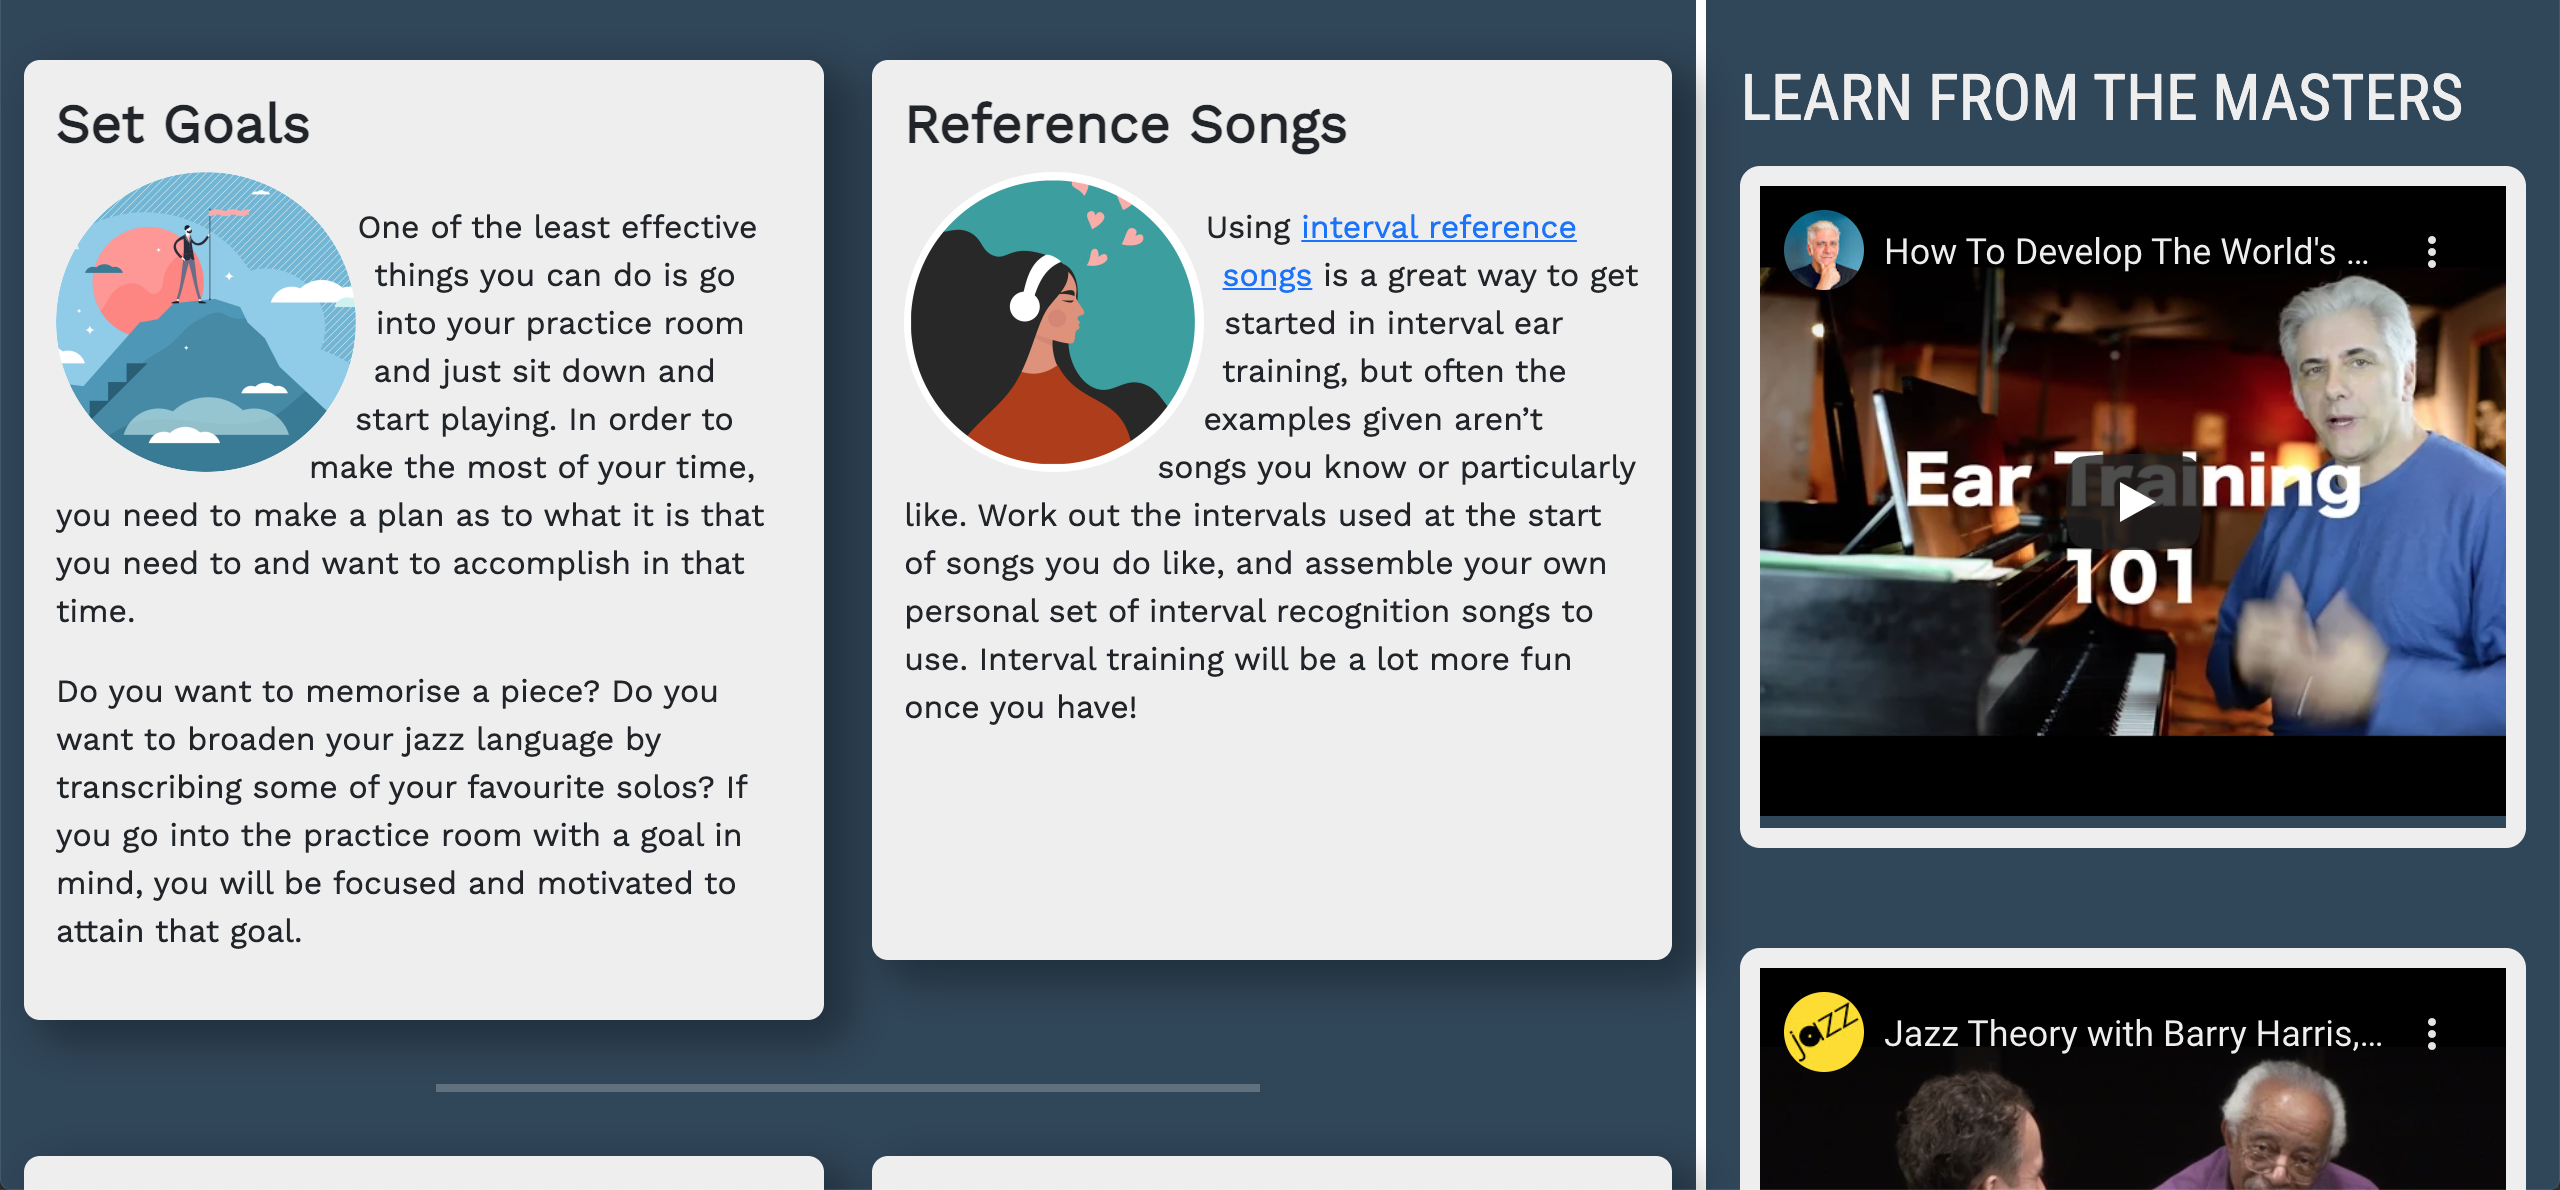 Set Goals
One of the least effective
things you can do is go
into your practice room
and just sit down and
start playing. In order to
make the most of your time,
you need to make a plan as to what it is that
you need to and want to accomplish in that
time.
Do you want to memorise a piece? Do you
want to broaden your jazz language by
transcribing some of your favourite solos? If
you go into the practice room with a goal in
mind, you will be focused and motivated to
attain that goal.
Reference Songs
Using interval reference
songs is a great way to get
started in interval ear
training, but often the
examples given aren’t
songs you know or particularly
like. Work out the intervals used at the start
of songs you do like, and assemble your own
personal set of interval recognition songs to
use. Interval training will be a lot more fun
once you have!
LEARN FROM THE MASTERS
How To Develop The World's ...
Ear Training
101
jazz
Jazz Theory with Barry Harris,...